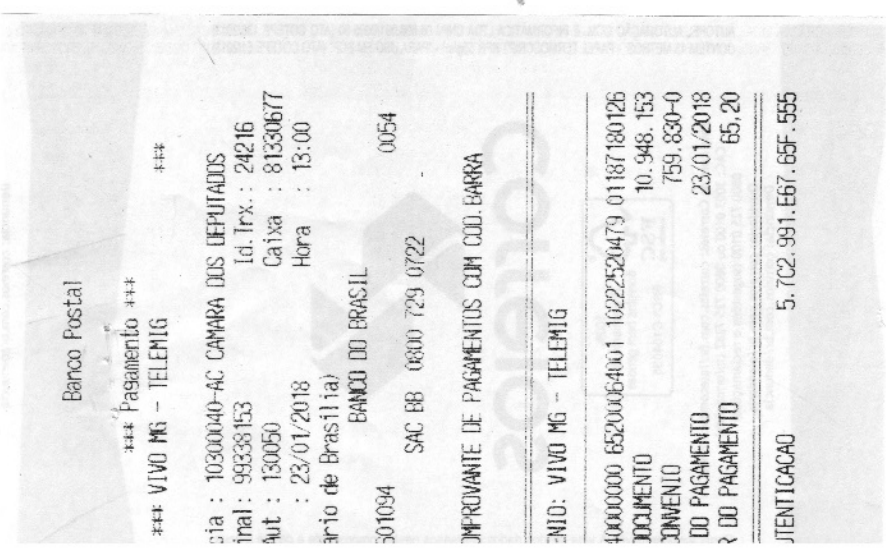 Banco Postal
*** Pagamento ***
*** VIVO MG - TELEMIG ***
cia : 10300040-AC CAMARA DOS DEPUTADOS
inal: 99338153 Id.Trx.: 24216
Aut : 130050 Caixa : 81330677
: 23/01/2018 Hora : 13:00
ario de Brasilia)
BANCO DO BRASIL
601094 - 0054
SAC BB 0800 729 0722
OMPROVANTE DE PAGAMENTOS COM COD.BARRA
ENIO: VIVO MG - TELEMIG
40000000 65200064001 10222520479 01187180126
DOCUMENTO 10.948.153
CONVENIO 759.830-0
DO PAGAMENTO 23/01/2018
R DO PAGAMENTO 65,20
UTENTICACAO 5.7C2.991.E67.65F.555
correios